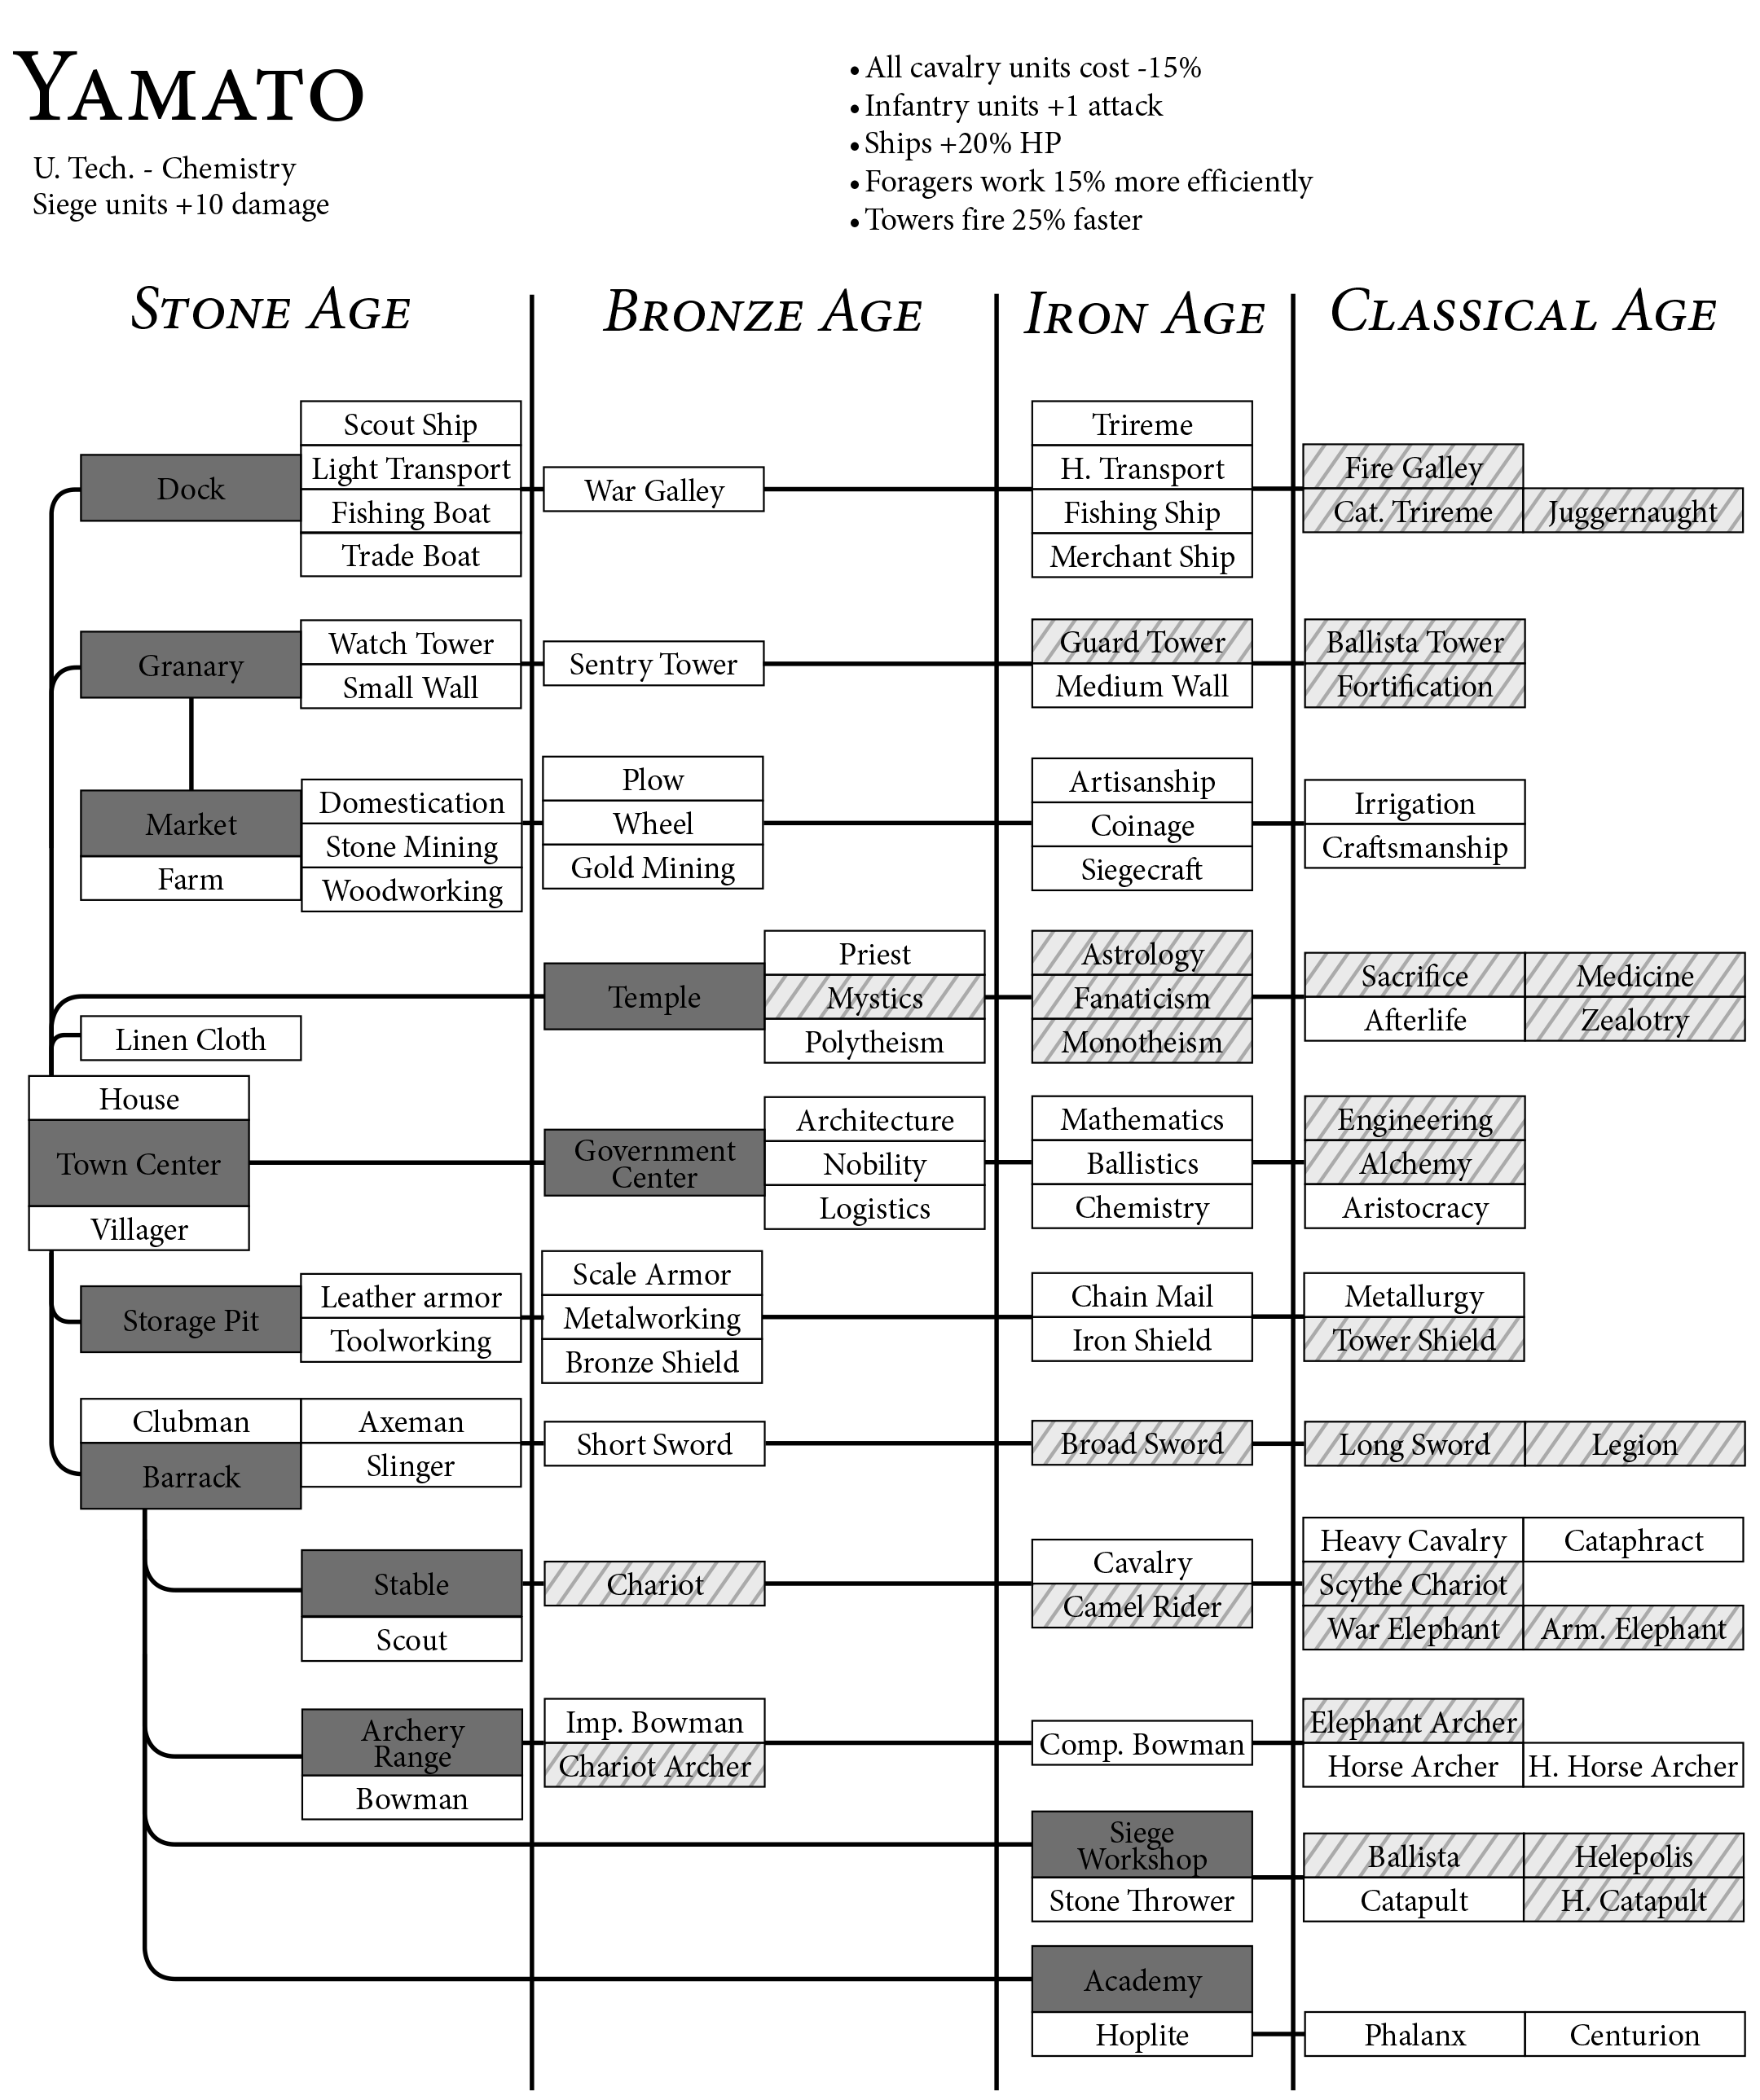 YAMATO
U. Tech. - Chemistry
Siege units +10 damage
• All cavalry units cost -15%
• Infantry units +1 attack
• Ships +20% HP
• Foragers work 15% more efficiently
• Towers fire 25% faster
STONE AGE
BRONZE AGE
IRON AGE
CLASSICAL AGE
Dock
Scout Ship
Light Transport
Fishing Boat
Trade Boat
War Galley
Trireme
H. Transport
Fishing Ship
Merchant Ship
Fire Galley
Cat. Trireme
Juggernaught
Granary
Watch Tower
Small Wall
Sentry Tower
Guard Tower
Medium Wall
Ballista Tower
Fortification
Market
Farm
Domestication
Stone Mining
Woodworking
Plow
Wheel
Gold Mining
Artisanship
Coinage
Siegecraft
Irrigation
Craftsmanship
Temple
Priest
Mystics
Polytheism
Astrology
Fanaticism
Monotheism
Sacrifice
Medicine
Afterlife
Zealotry
Linen Cloth
House
Town Center
Villager
Government
Center
Architecture
Nobility
Logistics
Mathematics
Ballistics
Chemistry
Engineering
Alchemy
Aristocracy
Storage Pit
Leather armor
Toolworking
Scale Armor
Metalworking
Bronze Shield
Chain Mail
Iron Shield
Metallurgy
Tower Shield
Clubman
Barrack
Axeman
Slinger
Short Sword
Broad Sword
Long Sword
Legion
Stable
Scout
Chariot
Cavalry
Camel Rider
Heavy Cavalry
Cataphract
Scythe Chariot
War Elephant
Arm. Elephant
Archery
Range
Bowman
Imp. Bowman
Chariot Archer
Comp. Bowman
Elephant Archer
Horse Archer
H. Horse Archer
Siege
Workshop
Stone Thrower
Ballista
Helepolis
Catapult
H. Catapult
Academy
Hoplite
Phalanx
Centurion